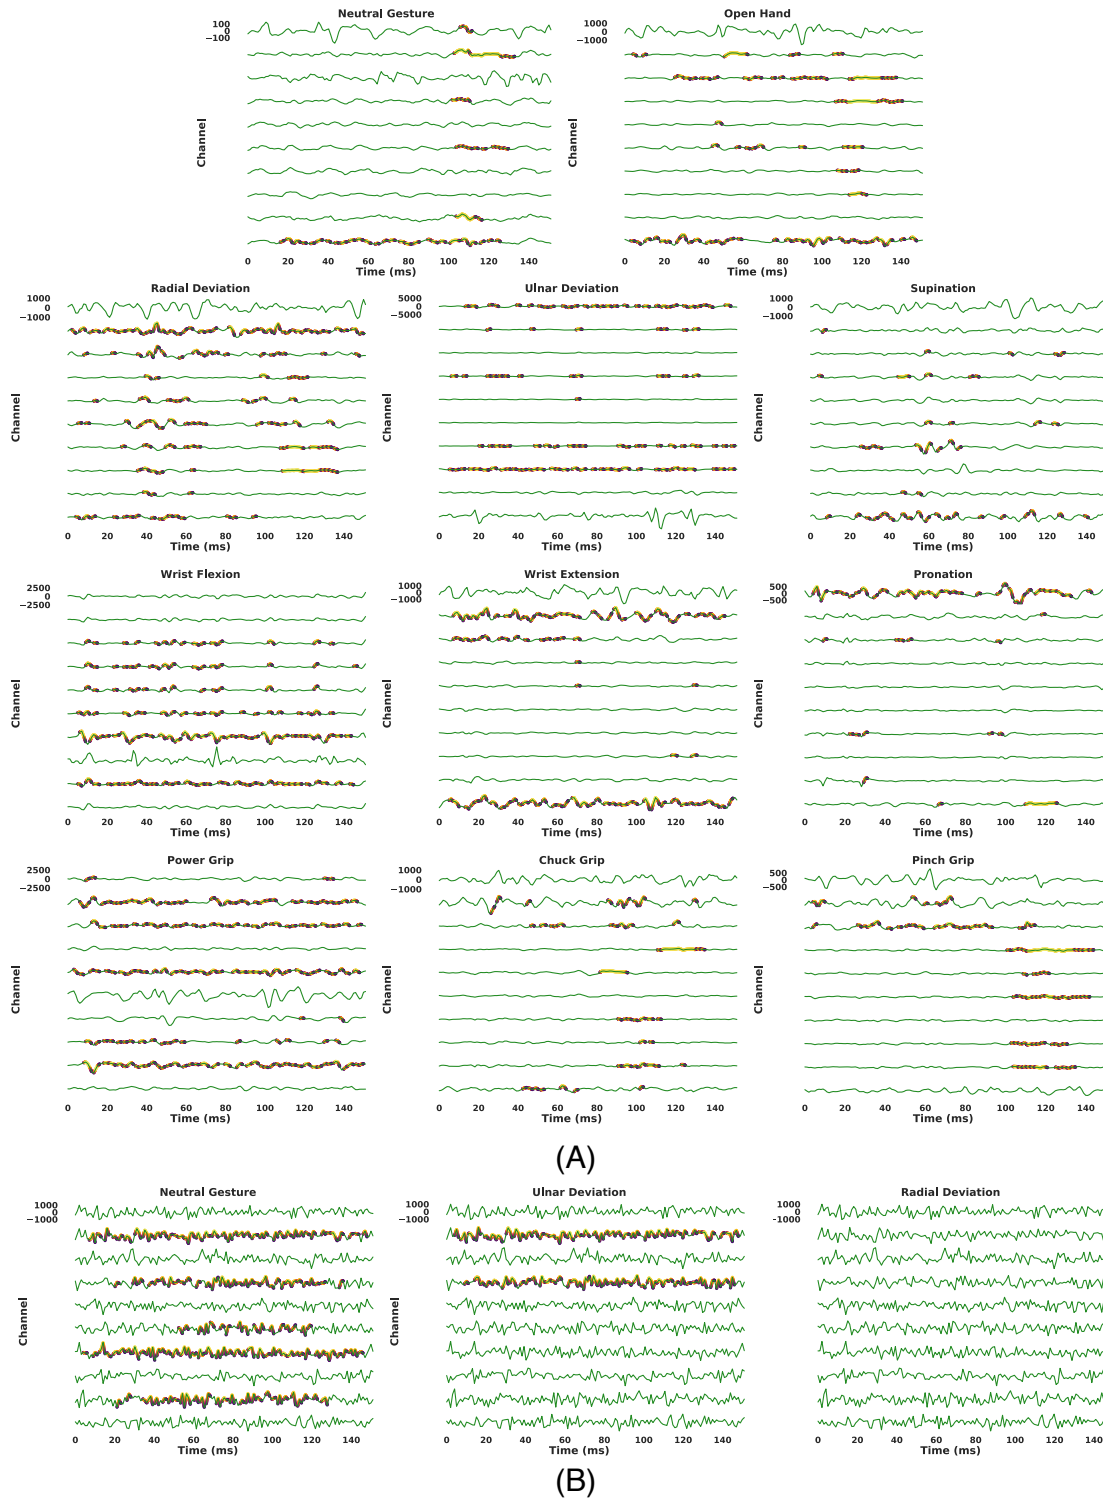 Neutral Gesture
Open Hand
100
0
−100
1000
0
−1000
Channel
Channel
0 20 40 60 80 100 120 140
0 20 40 60 80 100 120 140
Time (ms)
Time (ms)
Radial Deviation
Ulnar Deviation
Supination
1000
0
−1000
5000
0
−5000
1000
0
−1000
Channel
Channel
Channel
0 20 40 60 80 100 120 140
0 20 40 60 80 100 120 140
0 20 40 60 80 100 120 140
Time (ms)
Time (ms)
Time (ms)
Wrist Flexion
Wrist Extension
Pronation
2500
0
−2500
1000
0
−1000
500
0
−500
Channel
Channel
Channel
0 20 40 60 80 100 120 140
0 20 40 60 80 100 120 140
0 20 40 60 80 100 120 140
Time (ms)
Time (ms)
Time (ms)
Power Grip
Chuck Grip
Pinch Grip
2500
0
−2500
1000
0
−1000
500
0
−500
Channel
Channel
Channel
0 20 40 60 80 100 120 140
0 20 40 60 80 100 120 140
0 20 40 60 80 100 120 140
Time (ms)
Time (ms)
Time (ms)
(A)
Neutral Gesture
Ulnar Deviation
Radial Deviation
1000
0
−1000
1000
0
−1000
1000
0
-1000
Channel
Channel
Channel
0 20 40 60 80 100 120 140
0 20 40 60 80 100 120 140
0 20 40 60 80 100 120 140
Time (ms)
Time (ms)
Time (ms)
(B)